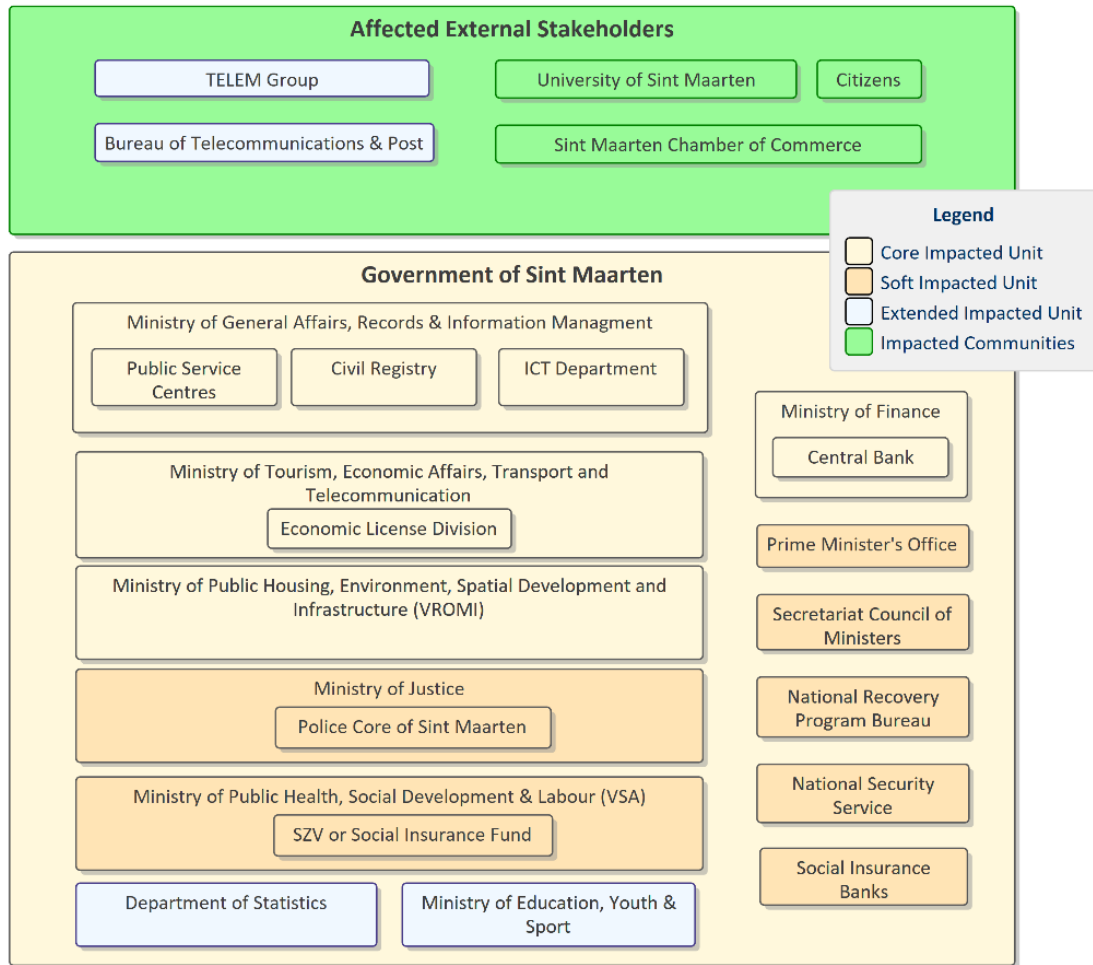 Affected External Stakeholders
TELEM Group
University of Sint Maarten
Citizens
Bureau of Telecommunications & Post
Sint Maarten Chamber of Commerce
Legend
Core Impacted Unit
Soft Impacted Unit
Extended Impacted Unit
Impacted Communities
Government of Sint Maarten
Ministry of General Affairs, Records & Information Managment
Public Service
Centres
Civil Registry
ICT Department
Ministry of Tourism, Economic Affairs, Transport and
Telecommunication
Economic License Division
Ministry of Public Housing, Environment, Spatial Development and
Infrastructure (VROMI)
Ministry of Justice
Police Core of Sint Maarten
Ministry of Public Health, Social Development & Labour (VSA)
SZV or Social Insurance Fund
Department of Statistics
Ministry of Education, Youth &
Sport
Ministry of Finance
Central Bank
Prime Minister's Office
Secretariat Council of
Ministers
National Recovery
Program Bureau
National Security
Service
Social Insurance
Banks